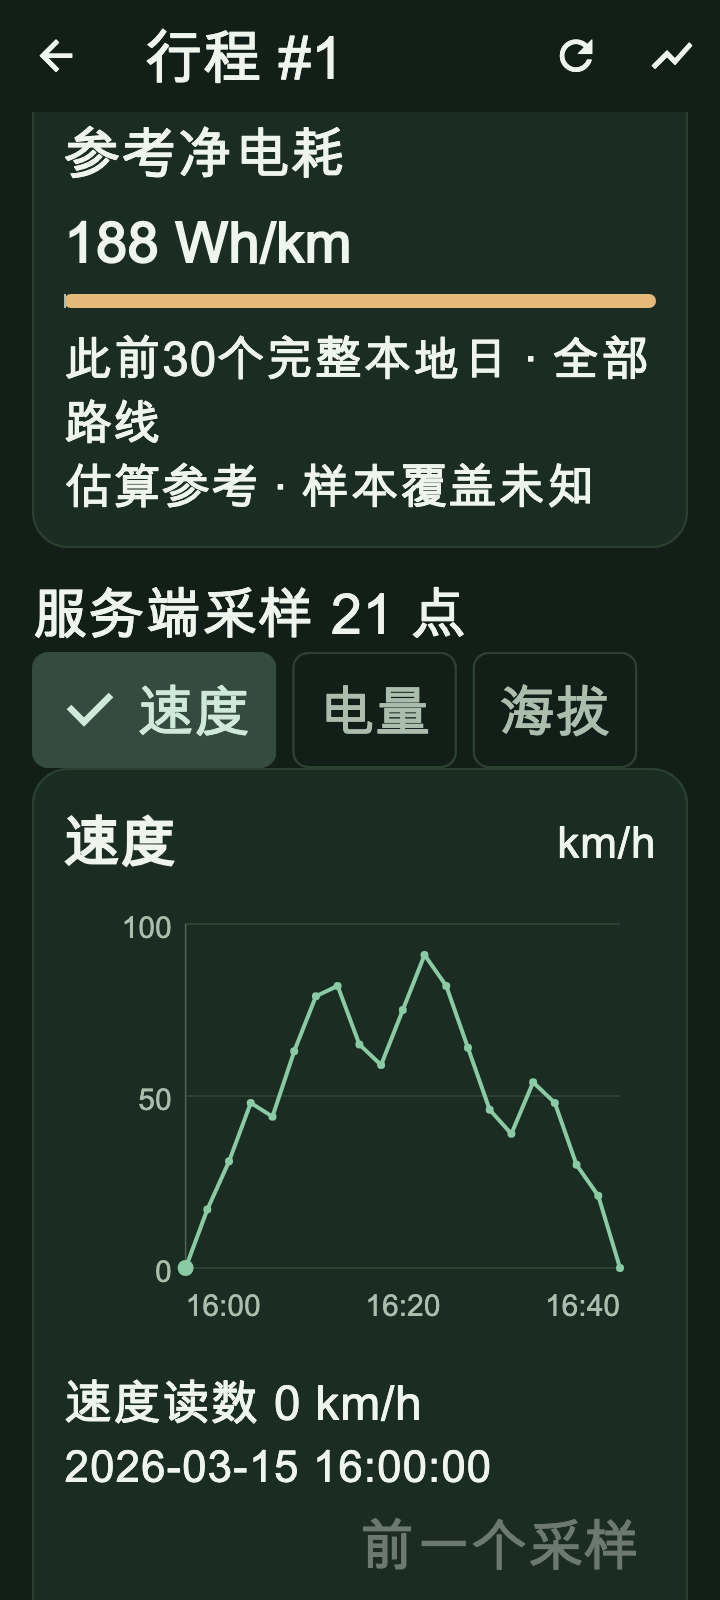 行程 #1
参考净电耗
188 Wh/km
此前30个完整本地日 · 全部
路线
估算参考 · 样本覆盖未知
服务端采样 21 点
速度
电量
海拔
速度
km/h
100
50
0
16:00
16:20
16:40
速度读数 0 km/h
2026-03-15 16:00:00
前一个采样